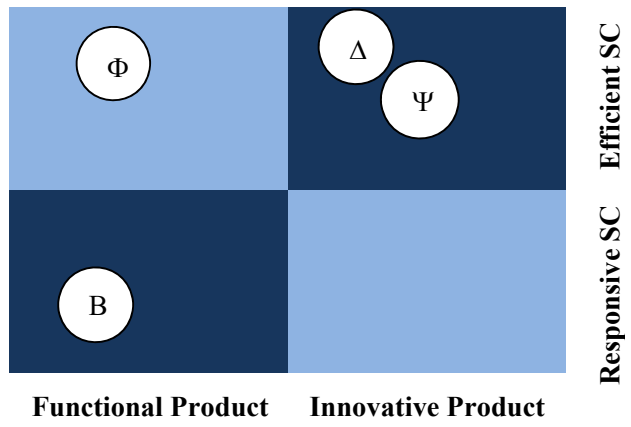 Φ
Δ
Ψ
Efficient SC
B
Responsive SC
Functional Product Innovative Product